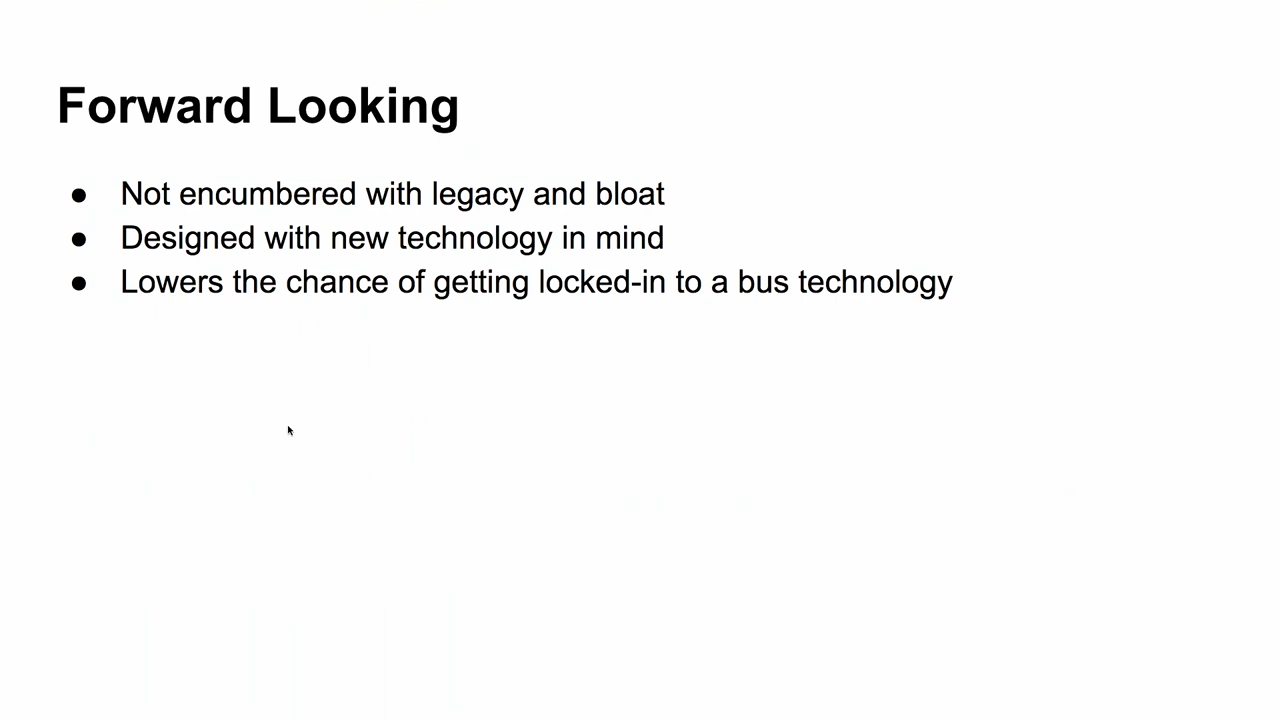 Forward Looking
● Not encumbered with legacy and bloat
● Designed with new technology in mind
● Lowers the chance of getting locked-in to a bus technology